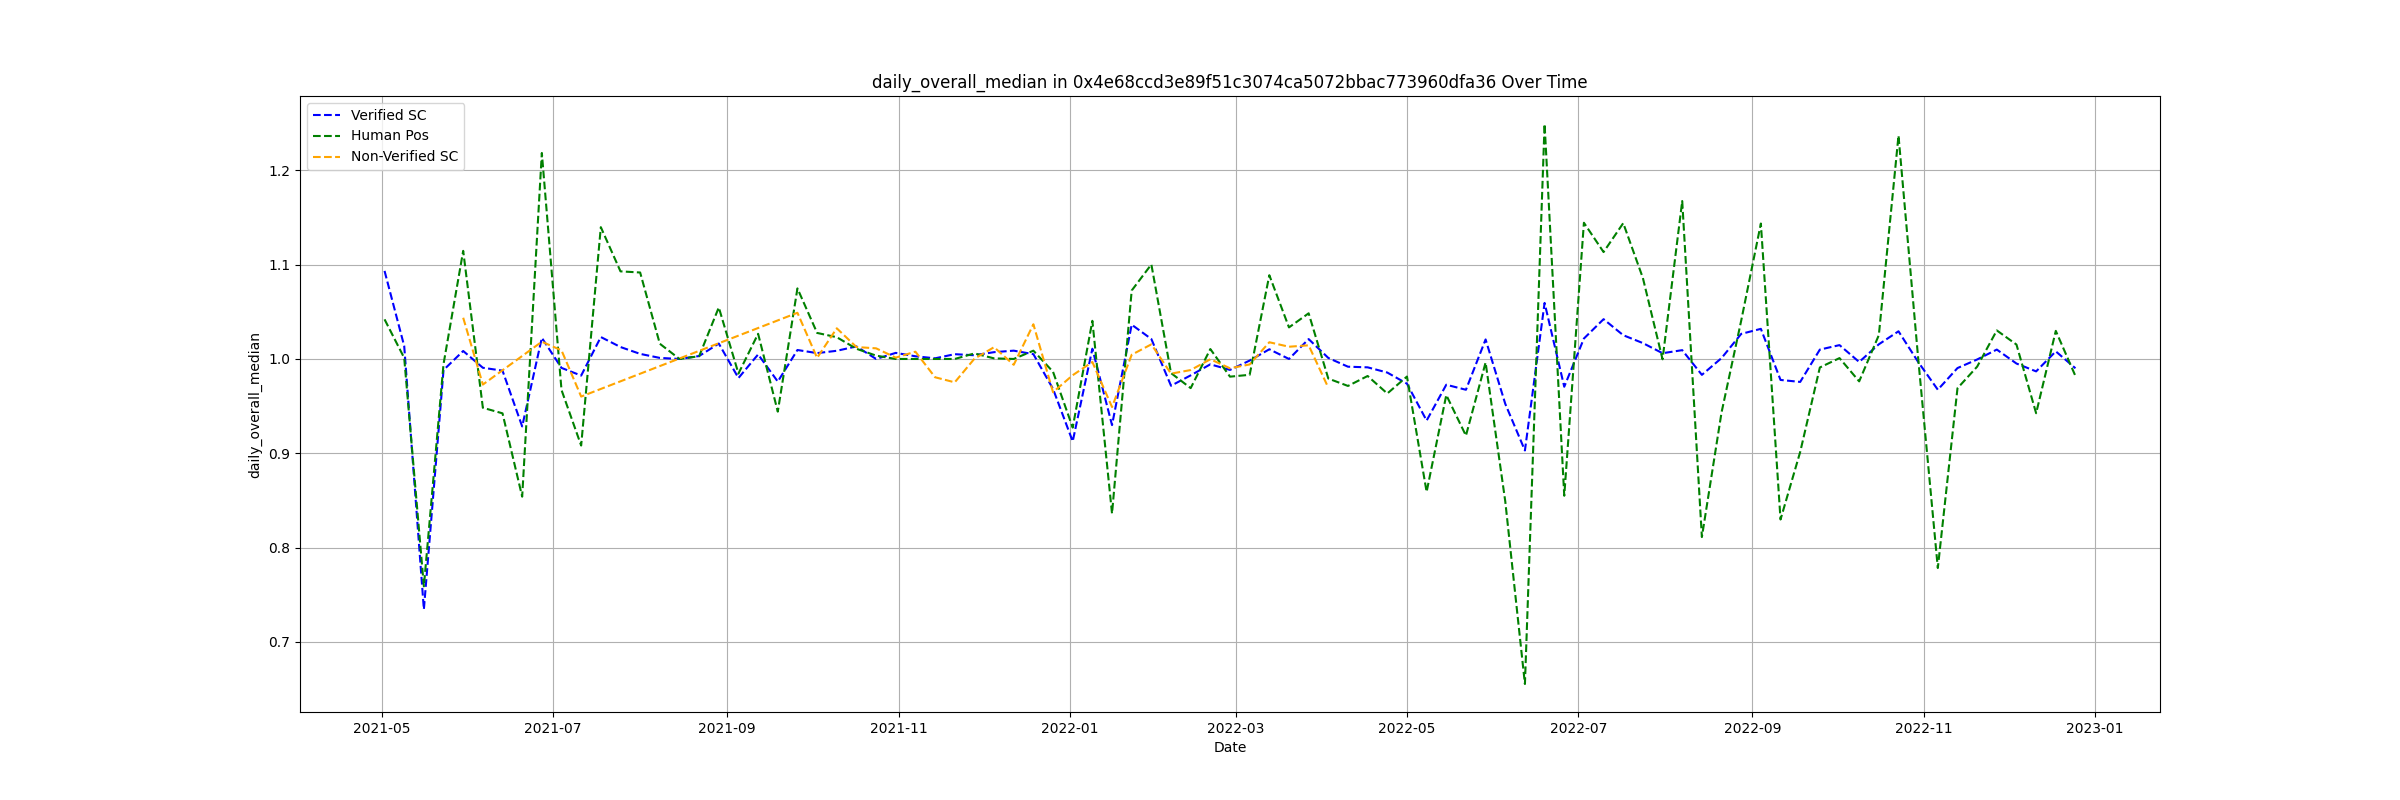 daily_overall_median in 0x4e68ccd3e89f51c3074ca5072bbac773960dfa36 Over Time
Verified SC
Human Pos
Non-Verified SC
daily_overall_median
1.2
1.1
1.0
0.9
0.8
0.7
2021-05
2021-07
2021-09
2021-11
2022-01
2022-03
2022-05
2022-07
2022-09
2022-11
2023-01
Date